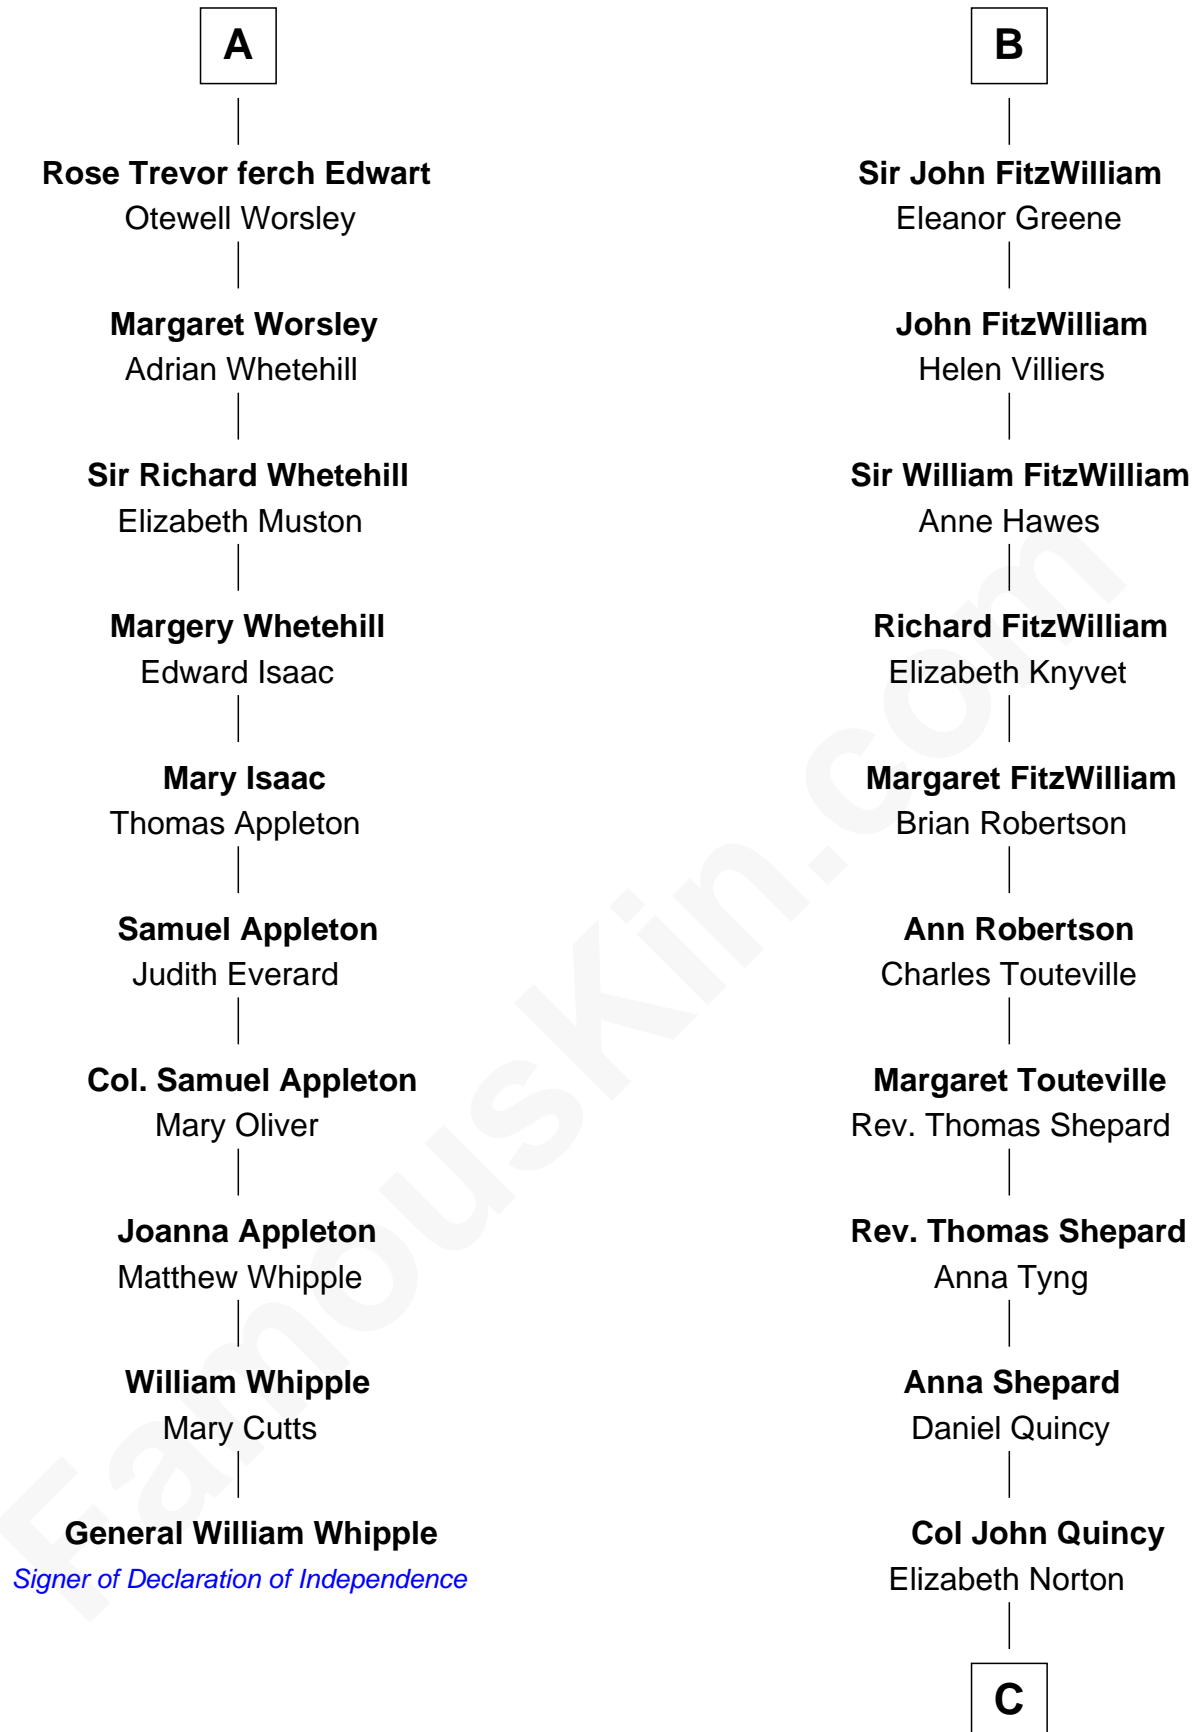 A
Rose Trevor ferch Edwart
Otewell Worsley
Margaret Worsley
Adrian Whetehill
Sir Richard Whetehill
Elizabeth Muston
Margery Whetehill
Edward Isaac
Mary Isaac
Thomas Appleton
Samuel Appleton
Judith Everard
Col. Samuel Appleton
Mary Oliver
Joanna Appleton
Matthew Whipple
William Whipple
Mary Cutts
General William Whipple
Signer of Declaration of Independence
B
Sir John FitzWilliam
Eleanor Greene
John FitzWilliam
Helen Villiers
Sir William FitzWilliam
Anne Hawes
Richard FitzWilliam
Elizabeth Knyvet
Margaret FitzWilliam
Brian Robertson
Ann Robertson
Charles Touteville
Margaret Touteville
Rev. Thomas Shepard
Rev. Thomas Shepard
Anna Tyng
Anna Shepard
Daniel Quincy
Col John Quincy
Elizabeth Norton
C
FamousKin.com